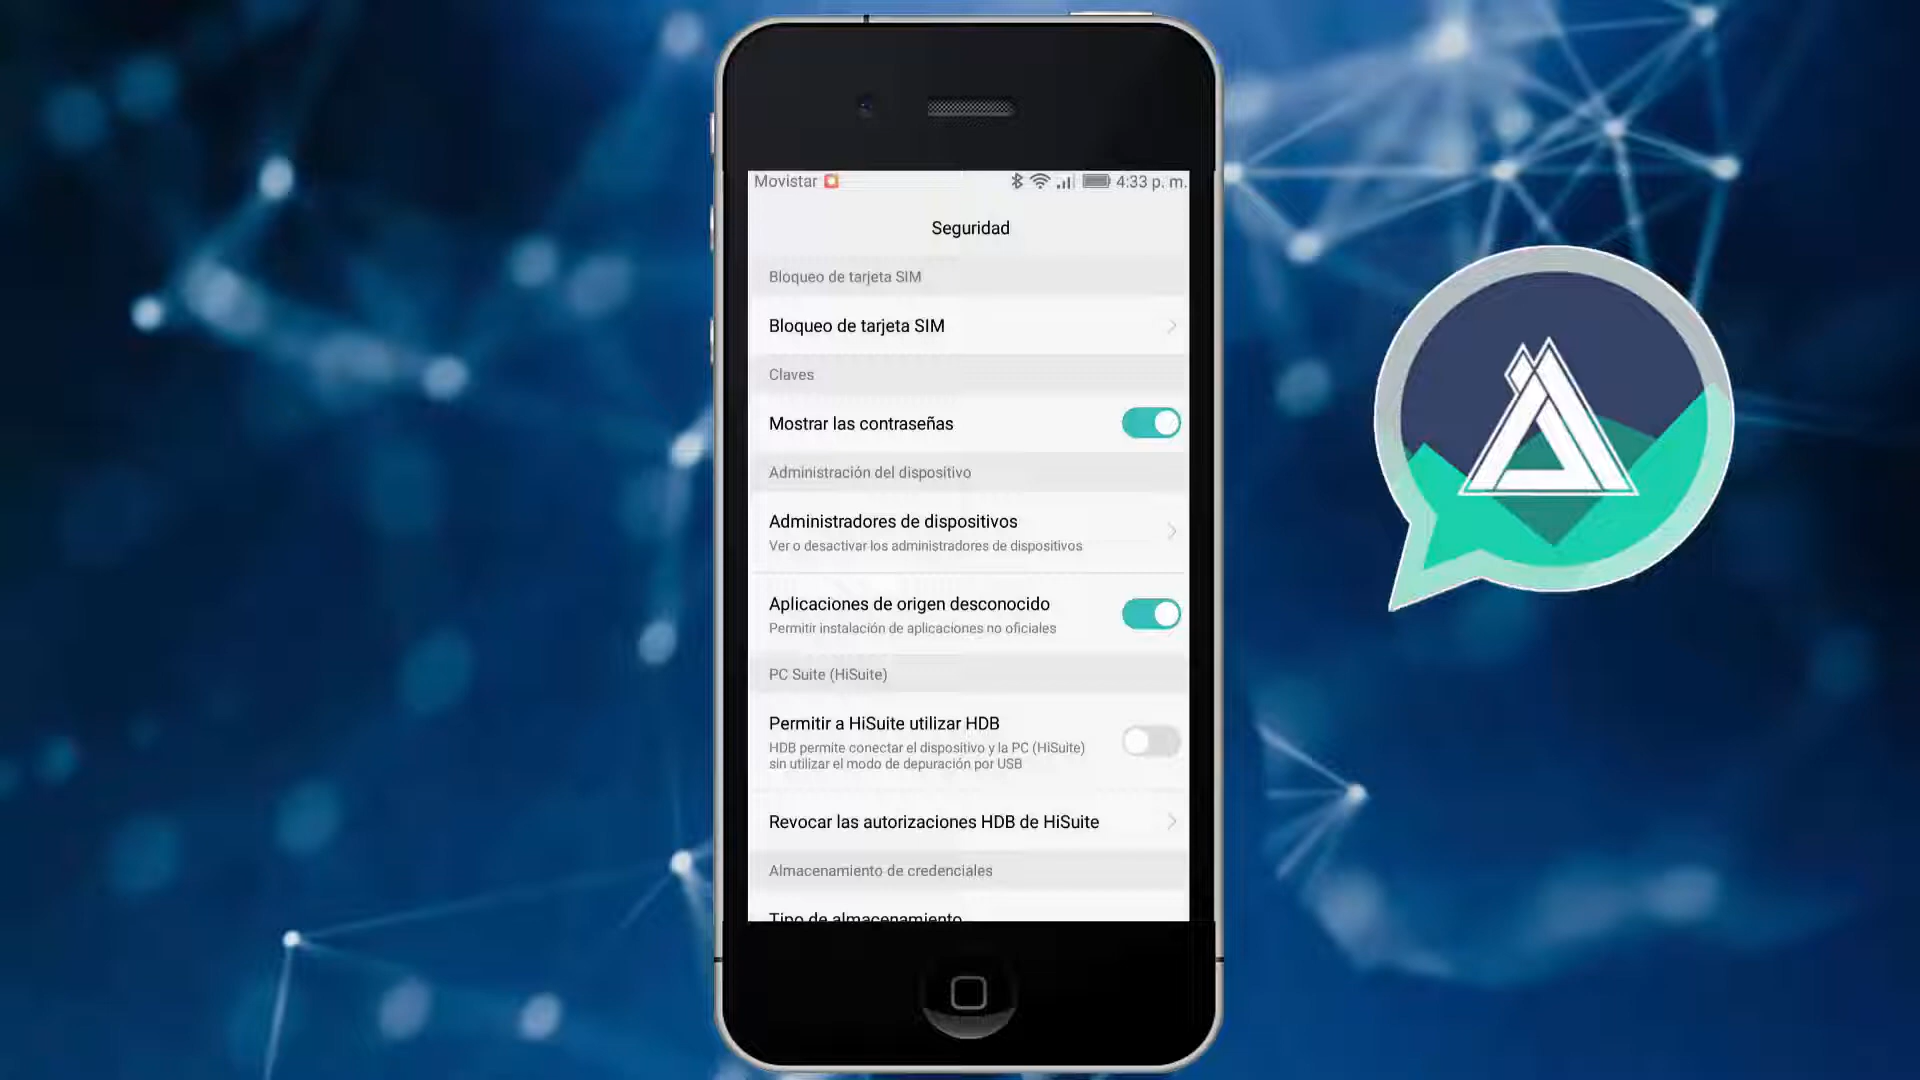 Movistar 4:33 p. m.
Seguridad
Bloqueo de tarjeta SIM
Bloqueo de tarjeta SIM
Claves
Mostrar las contraseñas
Administración del dispositivo
Administradores de dispositivos
Ver o desactivar los administradores de dispositivos
Aplicaciones de origen desconocido
Permitir instalación de aplicaciones no oficiales
PC Suite (HiSuite)
Permitir a HiSuite utilizar HDB
HDB permite conectar el dispositivo y la PC (HiSuite)
sin utilizar el modo de depuración por USB
Revocar las autorizaciones HDB de HiSuite
Almacenamiento de credenciales
Tipo de almacenamiento